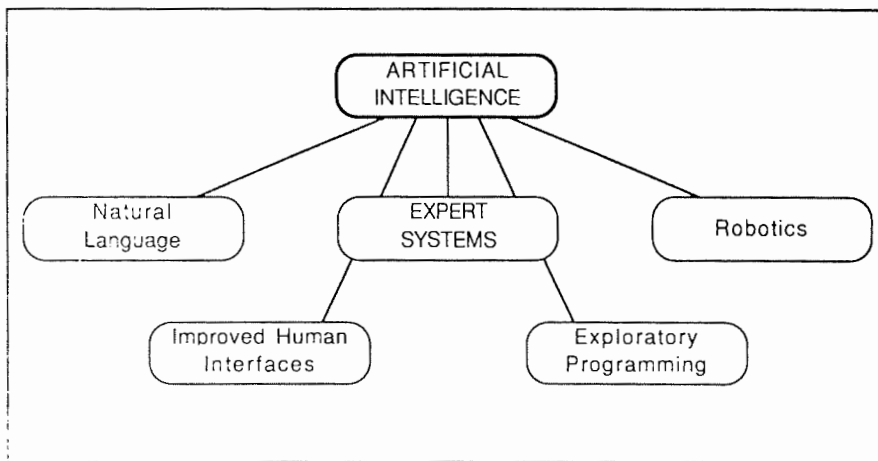 ARTIFICIAL
INTELLIGENCE
Natural
Language
EXPERT
SYSTEMS
Robotics
Improved Human
Interfaces
Exploratory
Programming